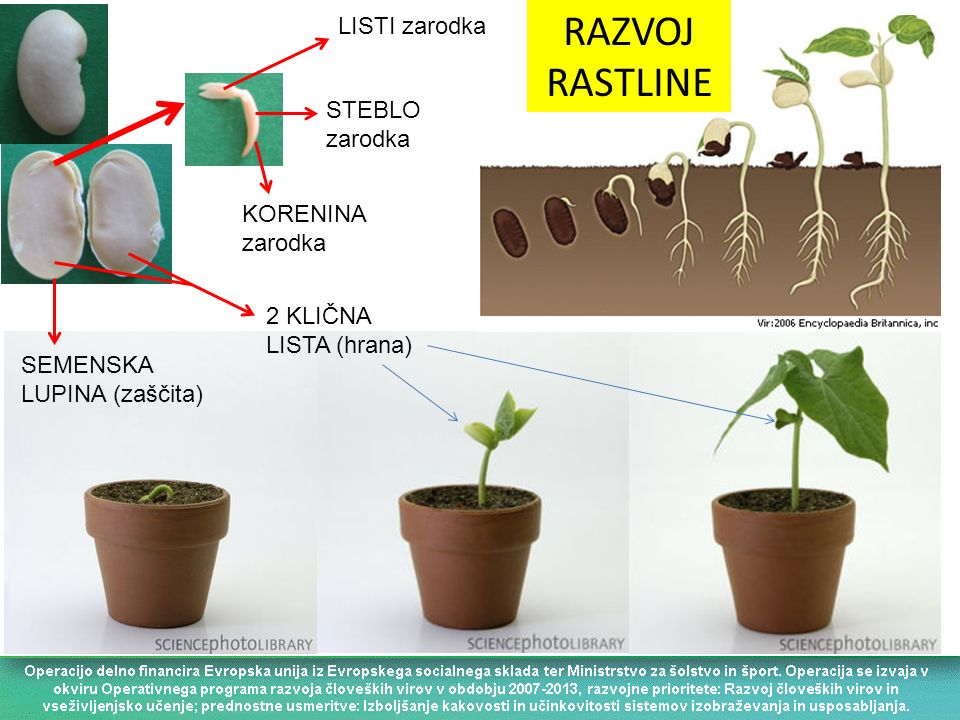 LISTI zarodka
RAZVOJ
RASTLINE
STEBLO
zarodka
KORENINA
zarodka
2 KLIČNA
LISTA (hrana)
SEMENSKA
LUPINA (zaščita)
Vir:2006 Encyclopaedia Britannica, inc
SCIENCEphotoLIBRARY
SCIENCEphotoLIBRARY
SCIENCEphotoLIBRARY
Operacijo delno financira Evropska unija iz Evropskega socialnega sklada ter Ministrstvo za šolstvo in šport. Operacija se izvaja v
okviru Operativnega programa razvoja človeških virov v obdobju 2007-2013, razvojne prioritete: Razvoj človeških virov in
vseživljenjsko učenje; prednostne usmeritve: Izboljšanje kakovosti in učinkovitosti sistemov izobraževanja in usposabljanja.